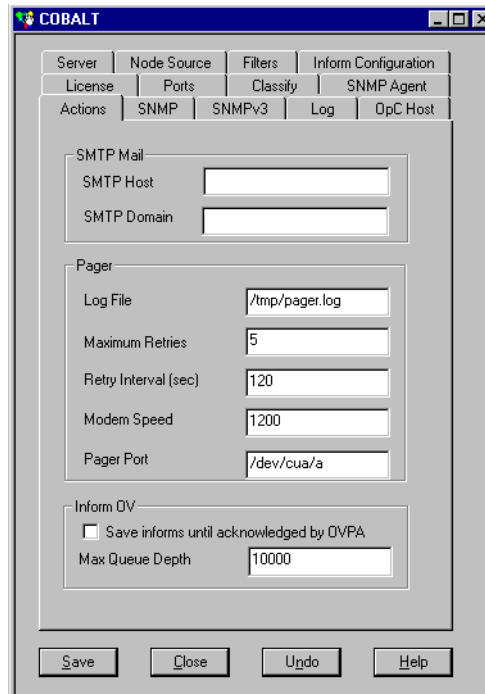 COBALT
Server Node Source Filters Inform Configuration
License Ports Classify SNMP Agent
Actions SNMP SNMPv3 Log OpC Host
SMTP Mail
SMTP Host
SMTP Domain
Pager
Log File /tmp/pager.log
Maximum Retries 5
Retry Interval (sec) 120
Modem Speed 1200
Pager Port /dev/cua/a
Inform OV
Save informs until acknowledged by OVPA
Max Queue Depth 10000
Save Close Undo Help